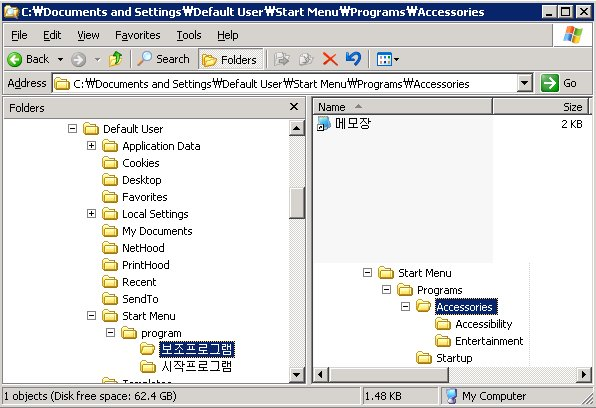 C:₩Documents and Settings₩Default User₩Start Menu₩Programs₩Accessories
File Edit View Favorites Tools Help
Back Search Folders
Address C:₩Documents and Settings₩Default User₩Start Menu₩Programs₩Accessories Go
Folders
Default User
Application Data
Cookies
Desktop
Favorites
Local Settings
My Documents
NetHood
PrintHood
Recent
SendTo
Start Menu
program
보조프로그램
시작프로그램
Templates
Name Size
메모장 2 KB
Start Menu
Programs
Accessories
Accessibility
Entertainment
Startup
1 objects (Disk free space: 62.4 GB) 1.48 KB My Computer